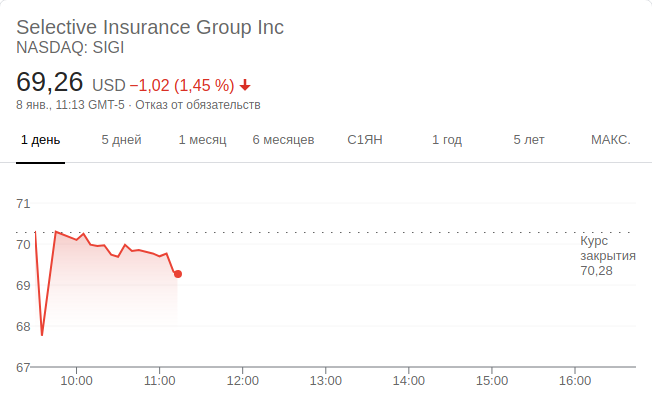 Selective Insurance Group Inc
NASDAQ: SIGI
69,26 USD −1,02 (1,45 %)
8 янв., 11:13 GMT-5 · Отказ от обязательств
1 день 5 дней 1 месяц 6 месяцев С1ЯН 1 год 5 лет МАКС.
71
70
69
68
67
Курс
закрытия
70,28
10:00 11:00 12:00 13:00 14:00 15:00 16:00